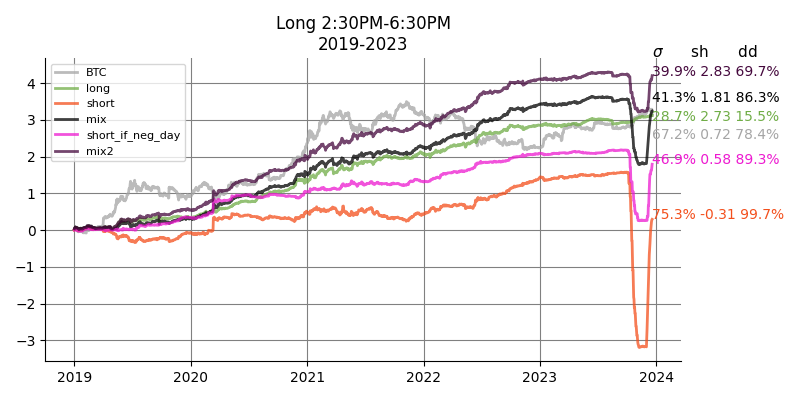 Long 2:30PM-6:30PM
2019-2023
σ sh dd
BTC
long
short
mix
short_if_neg_day
mix2
39.9% 2.83 69.7%
41.3% 1.81 86.3%
28.7% 2.73 15.5%
67.2% 0.72 78.4%
46.9% 0.58 89.3%
75.3% -0.31 99.7%
4
3
2
1
0
−1
−2
−3
2019 2020 2021 2022 2023 2024